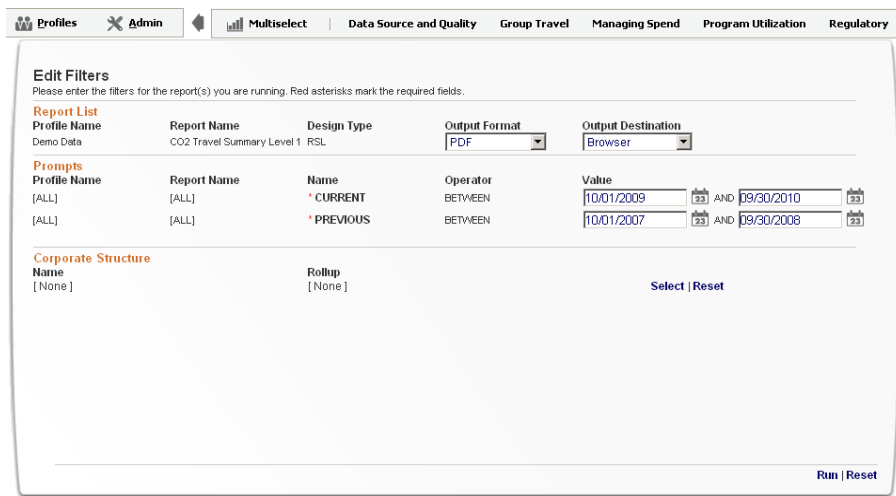 Profiles Admin Multiselect | Data Source and Quality Group Travel Managing Spend Program Utilization Regulatory
Edit Filters
Please enter the filters for the report(s) you are running. Red asterisks mark the required fields.
Report List
Profile Name Report Name Design Type Output Format Output Destination
Demo Data CO2 Travel Summary Level 1 RSL PDF Browser
Prompts
Profile Name Report Name Name Operator Value
[ALL] [ALL] * CURRENT BETWEEN 10/01/2009 23 AND 09/30/2010 23
[ALL] [ALL] * PREVIOUS BETWEEN 10/01/2007 23 AND 09/30/2008 23
Corporate Structure
Name Rollup
[ None ] [ None ] Select | Reset
Run | Reset